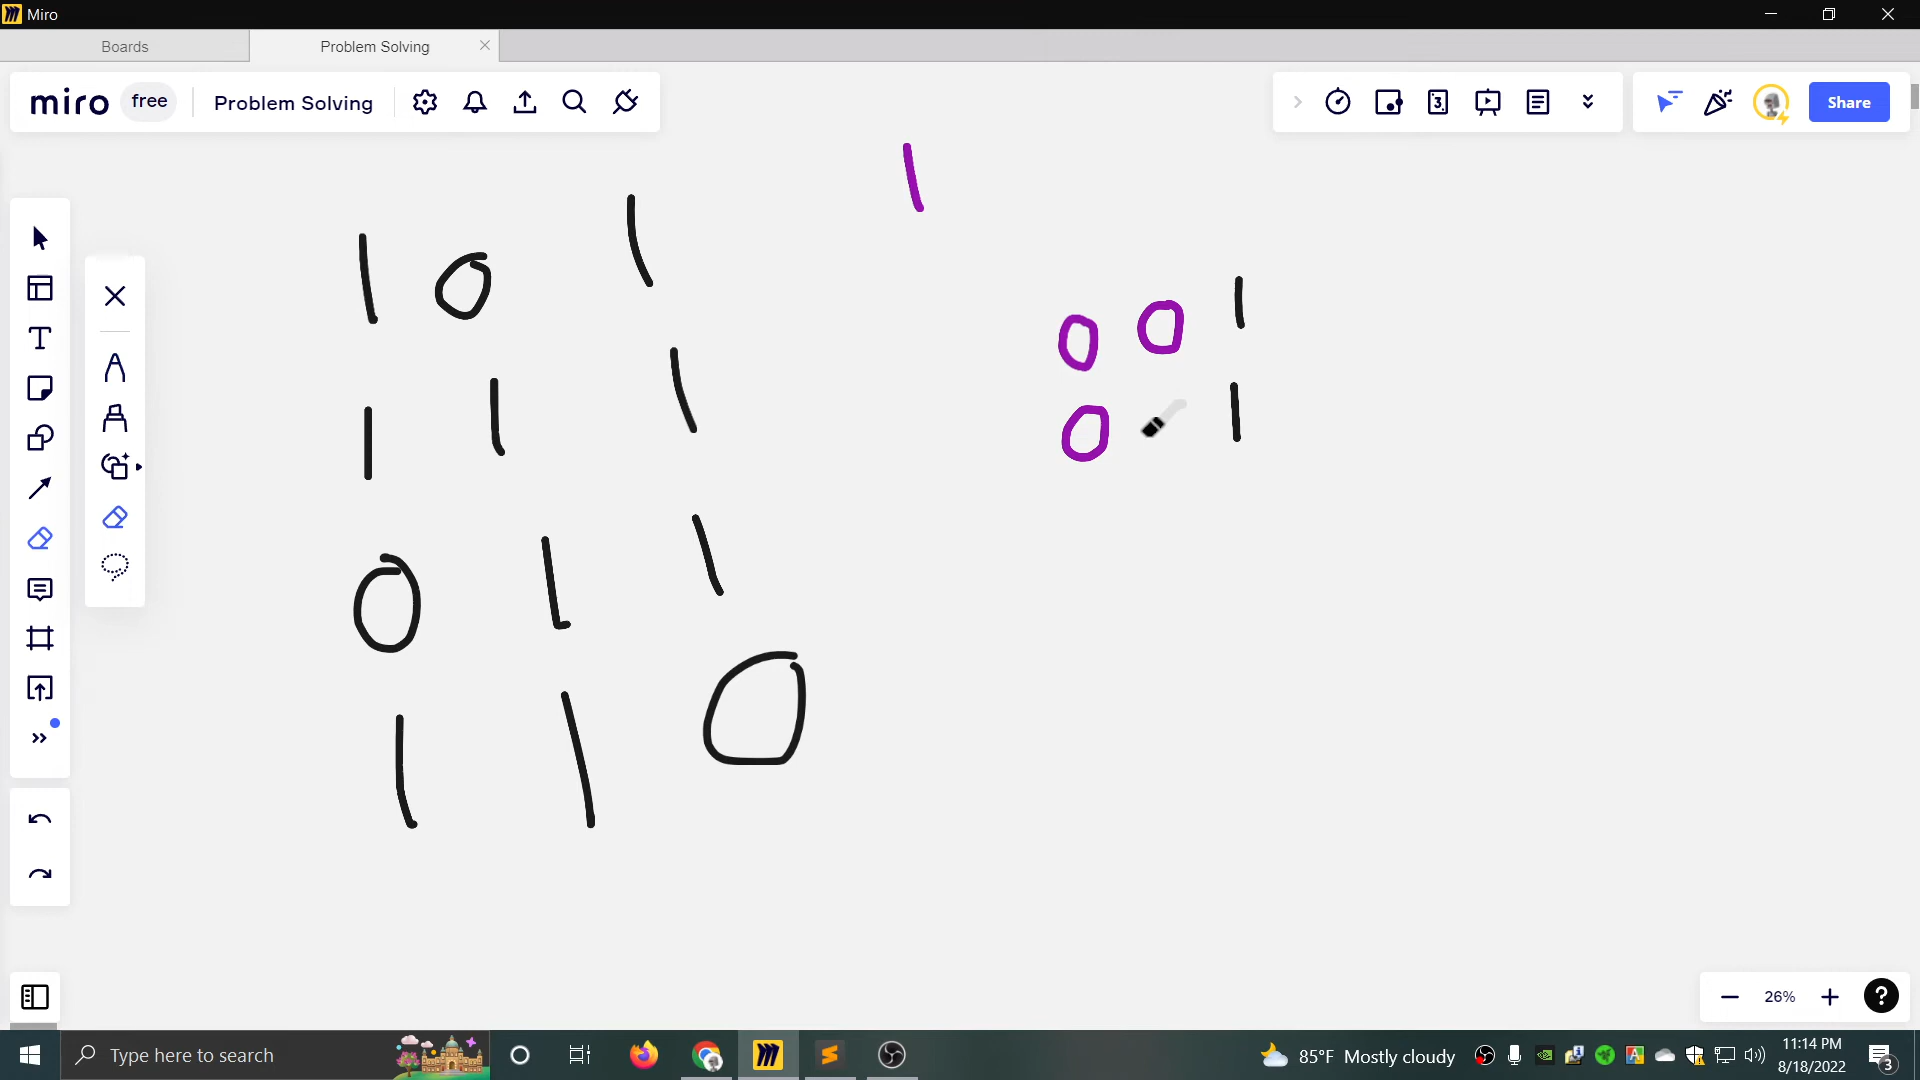 Miro
Boards
Problem Solving
miro free Problem Solving
3
Share
1 0 1
1 1 1
0 1 1
1 1 0
1
0 0 1
0 1
26%
Type here to search
85°F Mostly cloudy
11:14 PM
8/18/2022
3